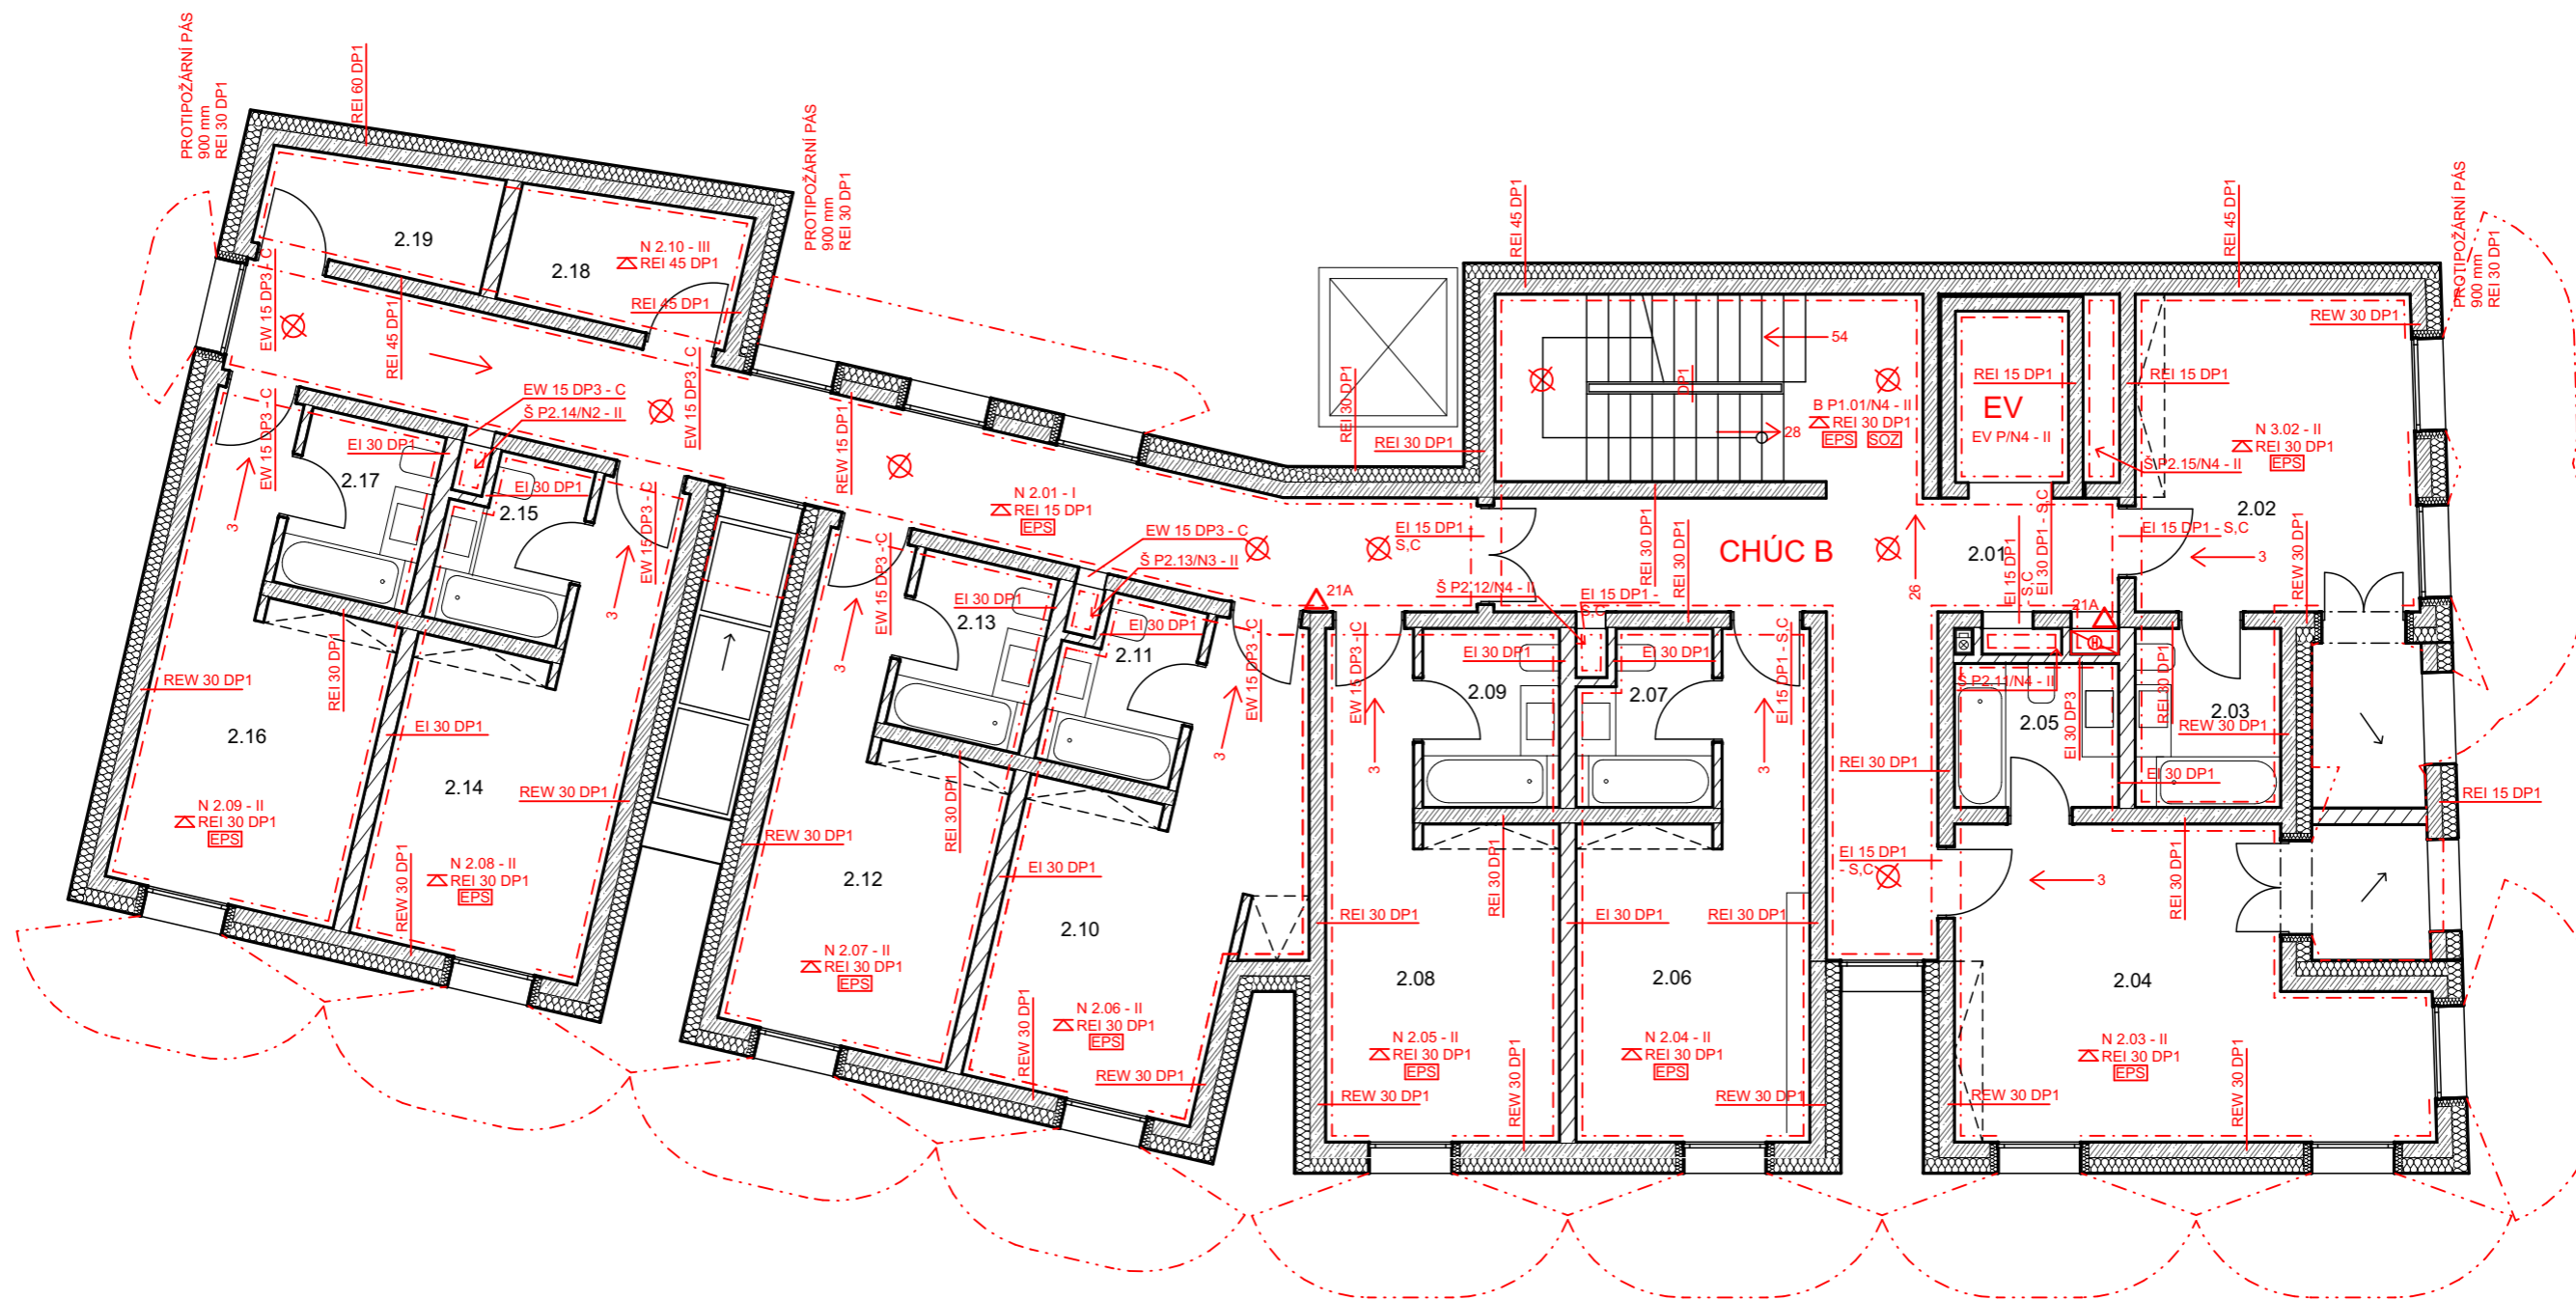 PROTIPOŽÁRNÍ PÁS
900 mm
REI 30 DP1
REI 60 DP1
PROTIPOŽÁRNÍ PÁS
900 mm
REI 30 DP1
PROTIPOŽÁRNÍ PÁS
900 mm
REI 30 DP1
REI 45 DP1
REI 45 DP1
2.19
2.18
N 2.10 - III
REI 45 DP1
REI 45 DP1
EW 15 DP3 - C
REI 45 DP1
EW 15 DP3 - C
EW 15 DP3 - C
EW 15 DP3 - C
Š P2.14/N2 - II
EI 30 DP1
2.17
EI 30 DP1
2.15
3
3
EW 15 DP3 - C
REW 15 DP1
N 2.01 - I
REI 15 DP1
EPS
REI 30 DP1
REI 30 DP1
DP1
54
28
B P1.01/N4 - II
REI 30 DP1
EPS
SOZ
REI 15 DP1
EV
EV P/N4 - II
REI 15 DP1
REW 30 DP1
N 3.02 - II
REI 30 DP1
EPS
Š P2.15/N4 - II
2.02
EI 15 DP1 - S,C
3
REW 30 DP1
EI 15 DP1 -
S,C
REI 30 DP1
REI 30 DP1
CHÚC B
2.01
26
EI 15 DP1
S,C
EI 30 DP1 - S,C
EW 15 DP3 - C
Š P2.13/N3 - II
EW 15 DP3 - C
EI 30 DP1
2.13
EI 30 DP1
2.11
3
3
EW 15 DP3 - C
21A
Š P2.12/N4 - II
EI 15 DP1 -
S,C
EW 15 DP3 - C
EI 30 DP1
2.09
EI 30 DP1
2.07
EI 15 DP1 - S,C
3
3
21A
H
Š P2.11/N4 - II
2.05
EI 30 DP3
REI 30 DP1
2.03
REW 30 DP1
EI 30 DP1
REI 30 DP1
REI 15 DP1
REW 30 DP1
REI 30 DP1
2.16
EI 30 DP1
2.14
REW 30 DP1
N 2.09 - II
REI 30 DP1
EPS
N 2.08 - II
REI 30 DP1
EPS
REW 30 DP1
REW 30 DP1
2.12
REI 30 DP1
EI 30 DP1
2.10
N 2.07 - II
REI 30 DP1
EPS
N 2.06 - II
REI 30 DP1
EPS
REW 30 DP1
REW 30 DP1
REI 30 DP1
REI 30 DP1
EI 30 DP1
REI 30 DP1
EI 15 DP1
- S,C
3
REI 30 DP1
2.08
2.06
2.04
N 2.05 - II
REI 30 DP1
EPS
N 2.04 - II
REI 30 DP1
EPS
N 2.03 - II
REI 30 DP1
EPS
REW 30 DP1
REW 30 DP1
REW 30 DP1
REW 30 DP1
REW 30 DP1